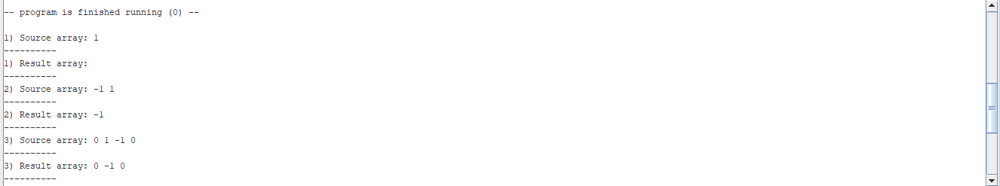 -- program is finished running (0) --
1) Source array: 1
----------
1) Result array:
----------
2) Source array: -1 1
----------
2) Result array: -1
----------
3) Source array: 0 1 -1 0
----------
3) Result array: 0 -1 0
----------